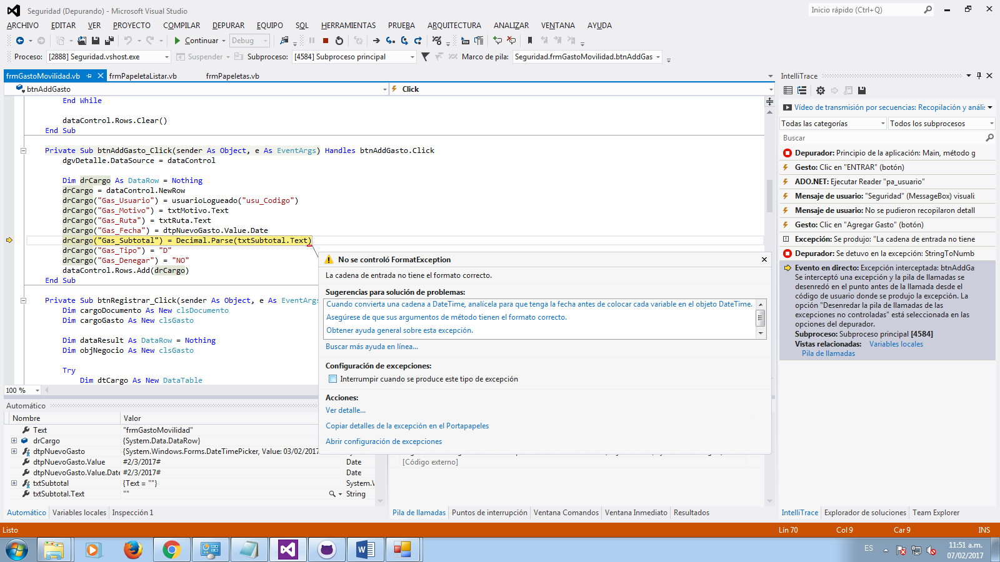 Seguridad (Depurando) - Microsoft Visual Studio
Inicio rápido (Ctrl+Q)
ARCHIVO EDITAR VER PROYECTO COMPILAR DEPURAR EQUIPO SQL HERRAMIENTAS PRUEBA ARQUITECTURA ANALIZAR VENTANA AYUDA
Continuar Debug
Proceso: [2888] Seguridad.vshost.exe Suspender Subproceso: [4584] Subproceso principal Marco de pila: Seguridad.frmGastoMovilidad.btnAddGas
frmGastoMovilidad.vb frmPapeletaListar.vb frmPapeletas.vb
btnAddGasto Click
End While
dataControl.Rows.Clear()
End Sub
Private Sub btnAddGasto_Click(sender As Object, e As EventArgs) Handles btnAddGasto.Click
dgvDetalle.DataSource = dataControl
Dim drCargo As DataRow = Nothing
drCargo = dataControl.NewRow
drCargo("Gas_Usuario") = usuarioLogueado("usu_Codigo")
drCargo("Gas_Motivo") = txtMotivo.Text
drCargo("Gas_Ruta") = txtRuta.Text
drCargo("Gas_Fecha") = dtpNuevoGasto.Value.Date
drCargo("Gas_Subtotal") = Decimal.Parse(txtSubtotal.Text)
drCargo("Gas_Tipo") = "D"
drCargo("Gas_Denegar") = "NO"
dataControl.Rows.Add(drCargo)
End Sub
Private Sub btnRegistrar_Click(sender As Object, e As EventArgs
Dim cargoDocumento As New clsDocumento
Dim cargoGasto As New clsGasto
Dim dataResult As DataRow = Nothing
Dim objNegocio As New clsGasto
Try
Dim dtCargo As New DataTable
100 %
No se controló FormatException
La cadena de entrada no tiene el formato correcto.
Sugerencias para solución de problemas:
Cuando convierta una cadena a DateTime, analícela para que tenga la fecha antes de colocar cada variable en el objeto DateTime.
Asegúrese de que sus argumentos de método tienen el formato correcto.
Obtener ayuda general sobre esta excepción.
Buscar más ayuda en línea...
Configuración de excepciones:
Interrumpir cuando se produce este tipo de excepción
Acciones:
Ver detalle...
Copiar detalles de la excepción en el Portapapeles
Abrir configuración de excepciones
Automático
Nombre Valor
Text "frmGastoMovilidad"
drCargo {System.Data.DataRow}
dtpNuevoGasto {System.Windows.Forms.DateTimePicker, Value: 03/02/2017
dtpNuevoGasto.Value #2/3/2017# Date
dtpNuevoGasto.Value.Date #2/3/2017# Date
txtSubtotal {Text = ""} System.W
txtSubtotal.Text "" String
[Código externo]
Automático Variables locales Inspección 1
Pila de llamadas Puntos de interrupción Ventana Comandos Ventana Inmediato Resultados
IntelliTrace
Vídeo de transmisión por secuencias: Recopilación y anális
Todas las categorías Todos los subprocesos
Buscar
Depurador: Principio de la aplicación: Main, método g
Gesto: Clic en "ENTRAR" (botón)
ADO.NET: Ejecutar Reader "pa_usuario"
Mensaje de usuario: "Seguridad" (MessageBox) visuali
Mensaje de usuario: No se pudieron recopilaron detall
Gesto: Clic en "Agregar Gasto" (botón)
Excepción: Se produjo: "La cadena de entrada no tiene
Depurador: Se detuvo en la excepción: StringToNumb
Evento en directo: Excepción interceptada: btnAddGa
Se interceptó una excepción y la pila de llamadas se
desenredó en el punto antes de la llamada desde el
código de usuario donde se produjo la excepción. La
opción "Desenredar la pila de llamadas de las
excepciones no controladas" está seleccionada en las
opciones del depurador.
Subproceso: Subproceso principal [4584]
Vistas relacionadas: Variables locales
Pila de llamadas
IntelliTrace Explorador de soluciones Team Explorer
Listo Lín 70 Col 9 Car 9 INS
ES 11:51 a.m.
07/02/2017